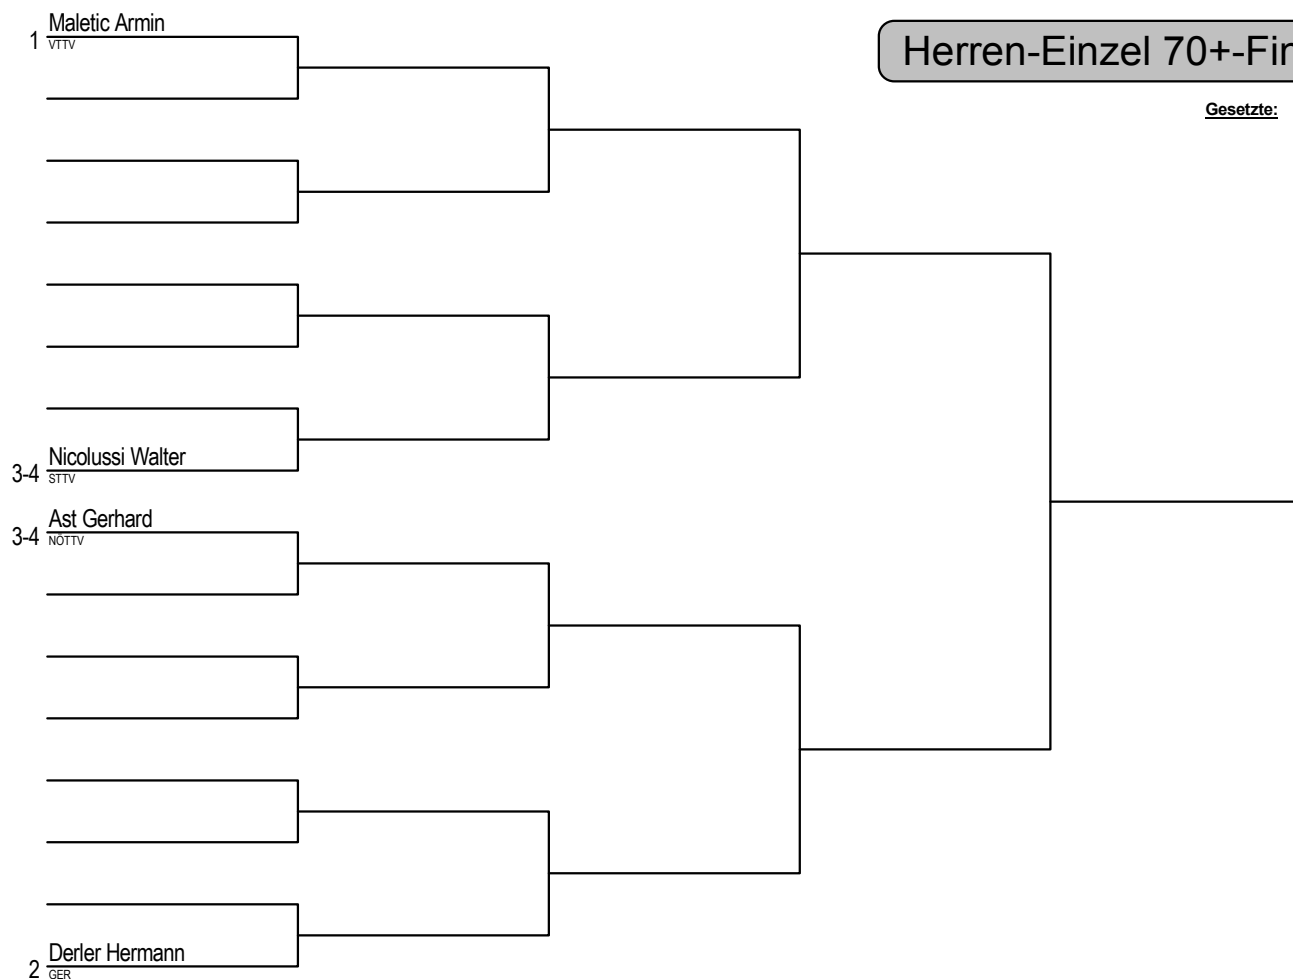 Maletic Armin
1 VTTV
Herren-Einzel 70+-Fin
Gesetzte:
Nicolussi Walter
3-4 STTV
Ast Gerhard
3-4 NÖTTV
Derler Hermann
2 GER